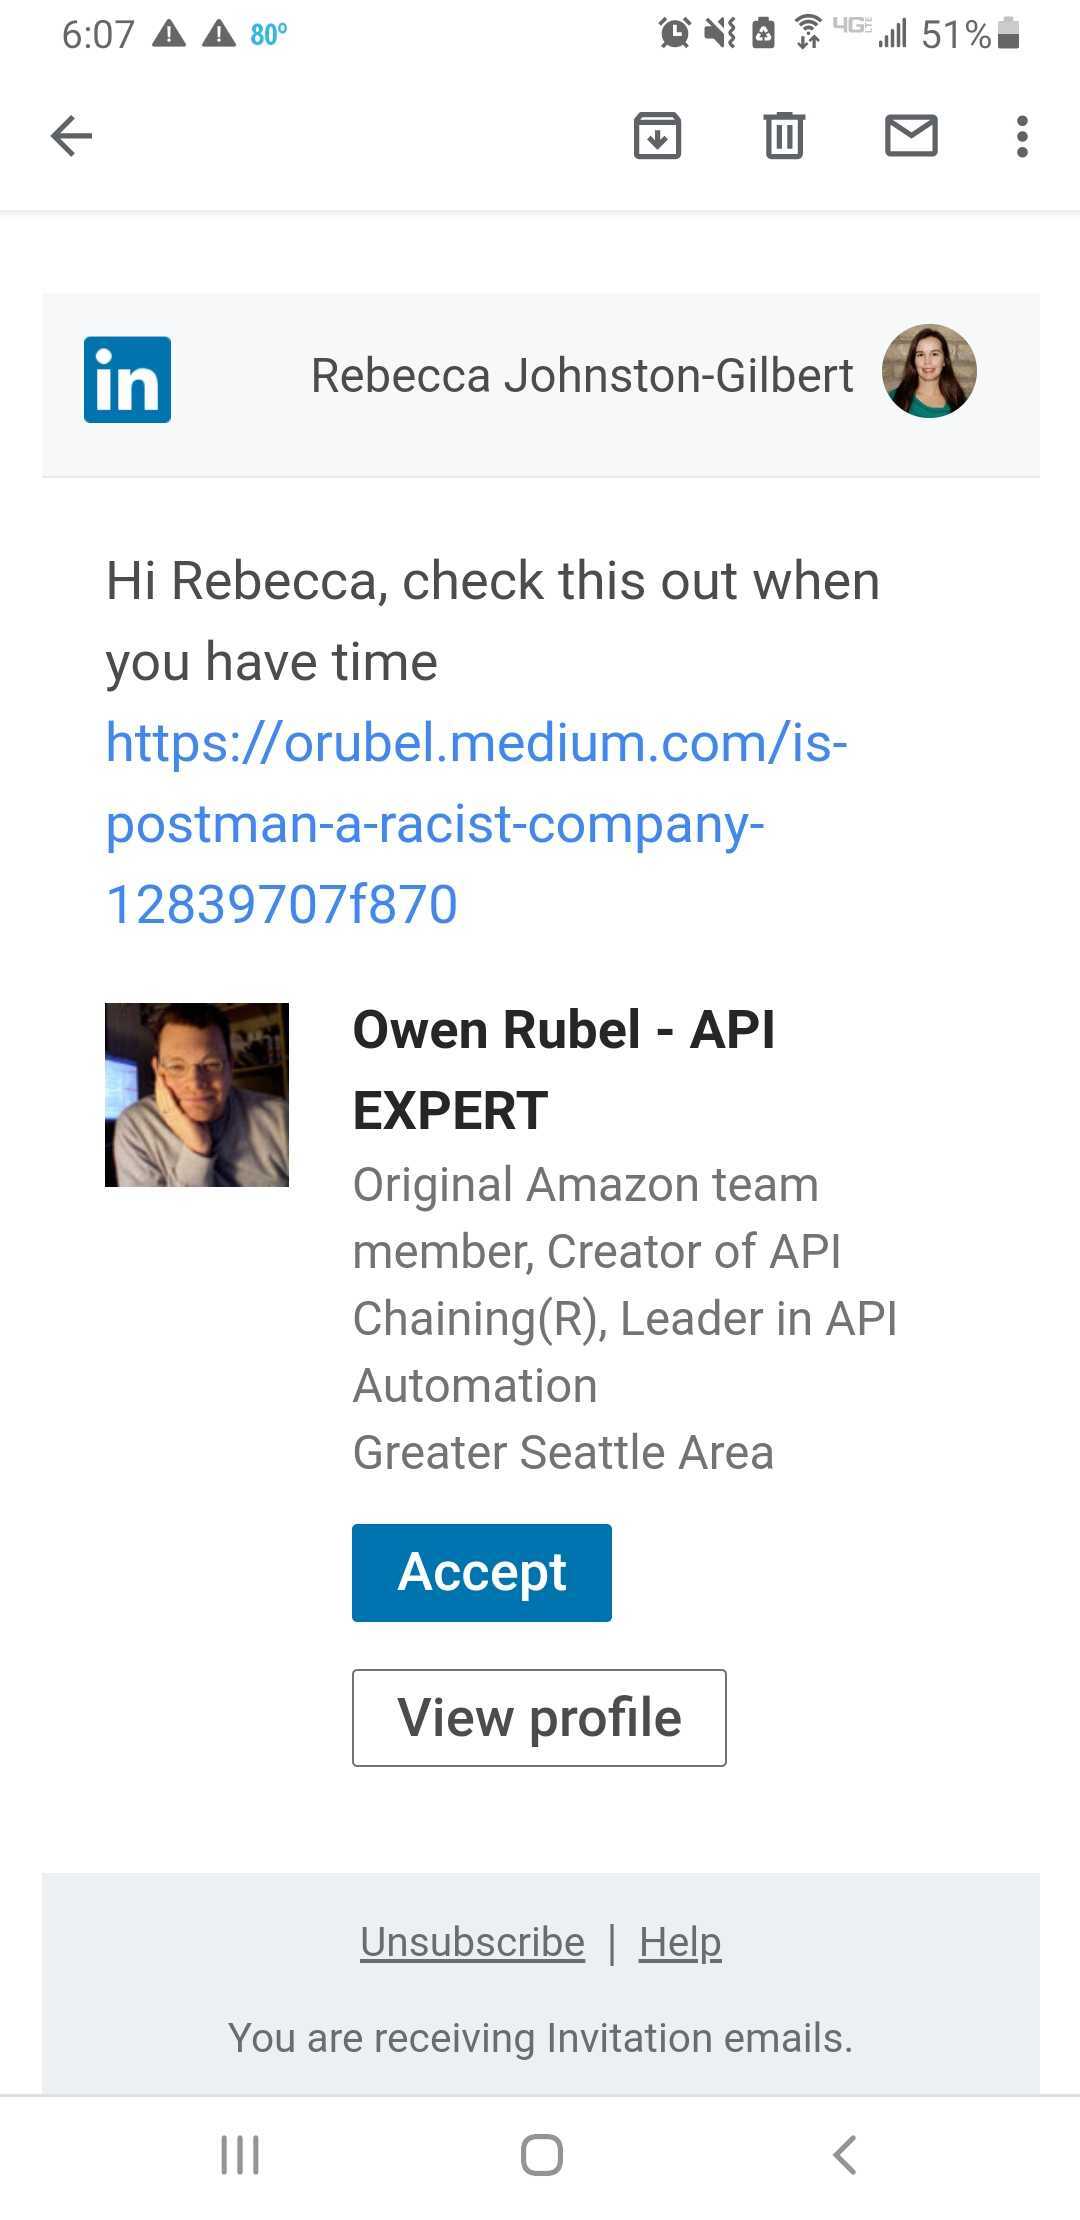 6:07 80° 4GE 51%
in Rebecca Johnston-Gilbert
Hi Rebecca, check this out when
you have time
https://orubel.medium.com/is-
postman-a-racist-company-
12839707f870
Owen Rubel - API
EXPERT
Original Amazon team
member, Creator of API
Chaining(R), Leader in API
Automation
Greater Seattle Area
Accept
View profile
Unsubscribe | Help
You are receiving Invitation emails.